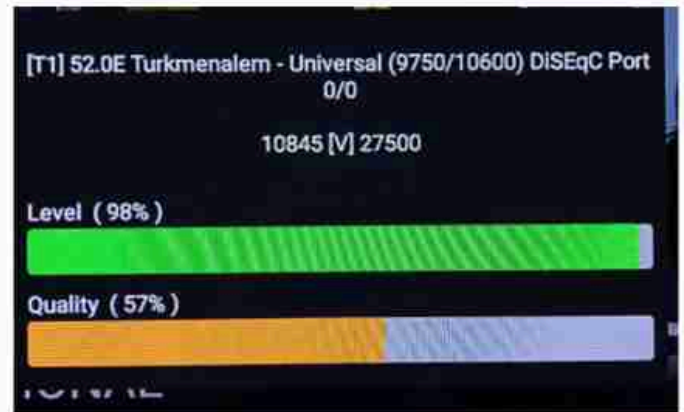 [T1] 52.0E Turkmenalem - Universal (9750/10600) DiSEqC Port
0/0
10845 [V] 27500
Level ( 98% )
Quality ( 57% )